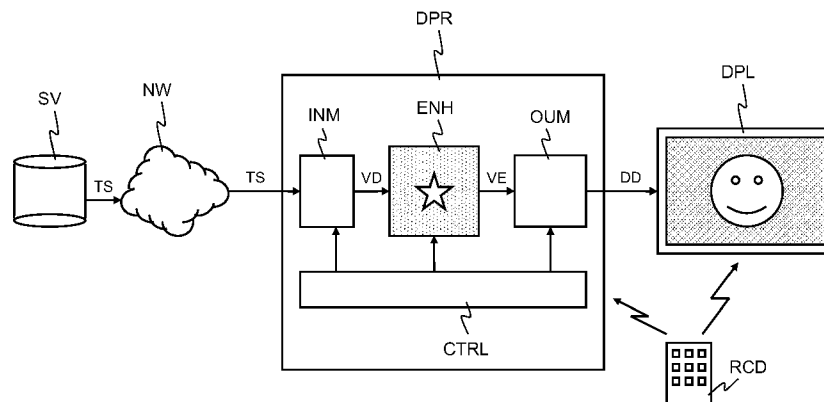 DPR
DPL
SV
NW
INM
ENH
OUM
TS
TS
VD
VE
DD
CTRL
RCD